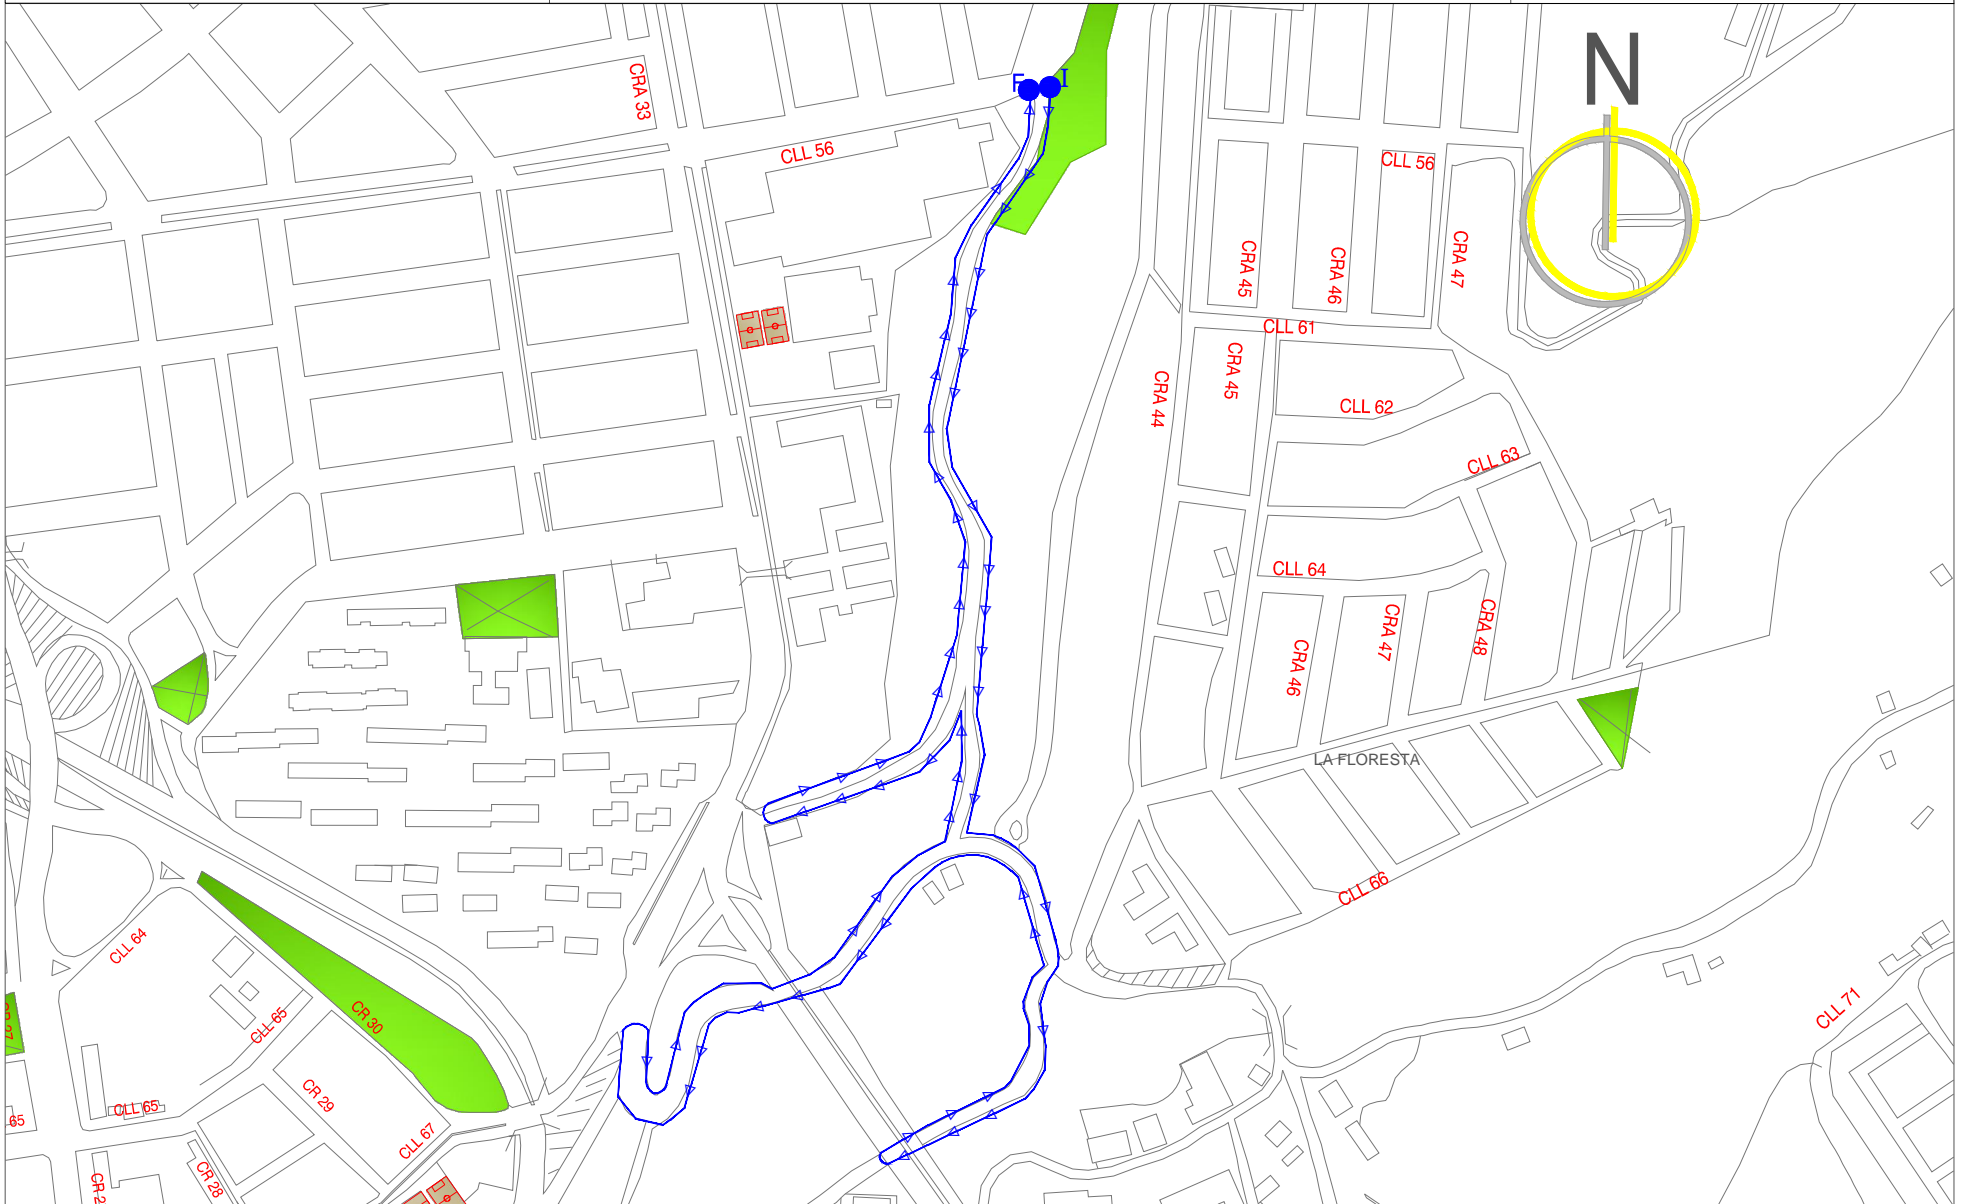 N
F
I
CRA 33
CLL 56
CLL 56
CRA 45
CRA 46
CRA 47
CLL 61
CRA 44
CRA 45
CLL 62
CLL 63
CLL 64
CRA 46
CRA 47
CRA 48
LA FLORESTA
CLL 66
CLL 64
CR 30
CLL 65
CLL 71
CR 29
CLL 65
65
CLL 67
CR 28